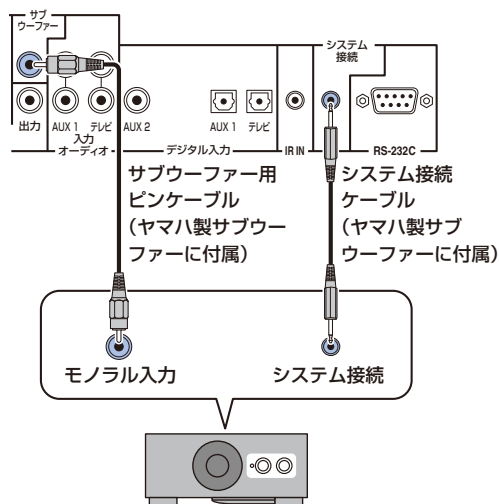 サブ
ウーファー
システム
接続
出力
AUX 1
テレビ
AUX 2
AUX 1
テレビ
入力
オーディオ
デジタル入力
IR IN
RS-232C
サブウーファー用
ピンケーブル
(ヤマハ製サブウー
ファーに付属)
システム接続
ケーブル
(ヤマハ製サブ
ウーファーに付属)
モノラル入力
システム接続